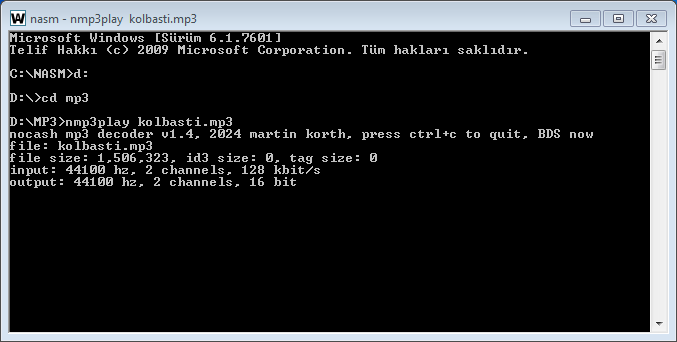 nasm - nmp3play  kolbasti.mp3
Microsoft Windows [Sürüm 6.1.7601]
Telif Hakkı (c) 2009 Microsoft Corporation. Tüm hakları saklıdır.
C:\NASM>d:
D:\>cd mp3
D:\MP3>nmp3play kolbasti.mp3
nocash mp3 decoder v1.4, 2024 martin korth, press ctrl+c to quit, BDS now
file: kolbasti.mp3
file size: 1,506,323, id3 size: 0, tag size: 0
input: 44100 hz, 2 channels, 128 kbit/s
output: 44100 hz, 2 channels, 16 bit